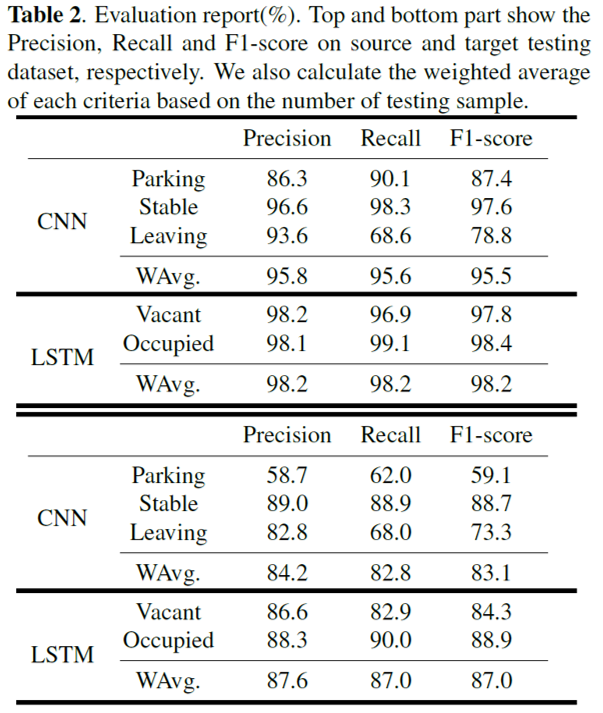 Table 2. Evaluation report(%). Top and bottom part show the
Precision, Recall and F1-score on source and target testing
dataset, respectively. We also calculate the weighted average
of each criteria based on the number of testing sample.
Precision Recall F1-score
CNN
Parking 86.3 90.1 87.4
Stable 96.6 98.3 97.6
Leaving 93.6 68.6 78.8
WAvg. 95.8 95.6 95.5
LSTM
Vacant 98.2 96.9 97.8
Occupied 98.1 99.1 98.4
WAvg. 98.2 98.2 98.2
Precision Recall F1-score
CNN
Parking 58.7 62.0 59.1
Stable 89.0 88.9 88.7
Leaving 82.8 68.0 73.3
WAvg. 84.2 82.8 83.1
LSTM
Vacant 86.6 82.9 84.3
Occupied 88.3 90.0 88.9
WAvg. 87.6 87.0 87.0